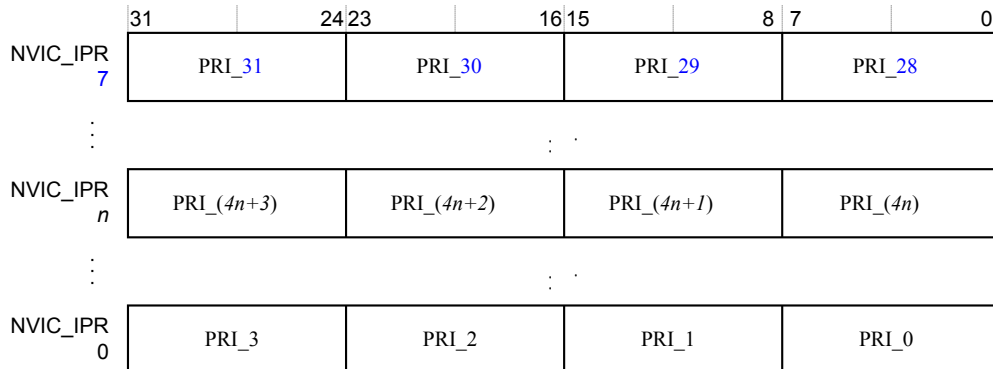 31 24 23 16 15 8 7 0
NVIC_IPR
7
PRI_31 PRI_30 PRI_29 PRI_28
NVIC_IPR
n
PRI_(4n+3) PRI_(4n+2) PRI_(4n+1) PRI_(4n)
NVIC_IPR
0
PRI_3 PRI_2 PRI_1 PRI_0